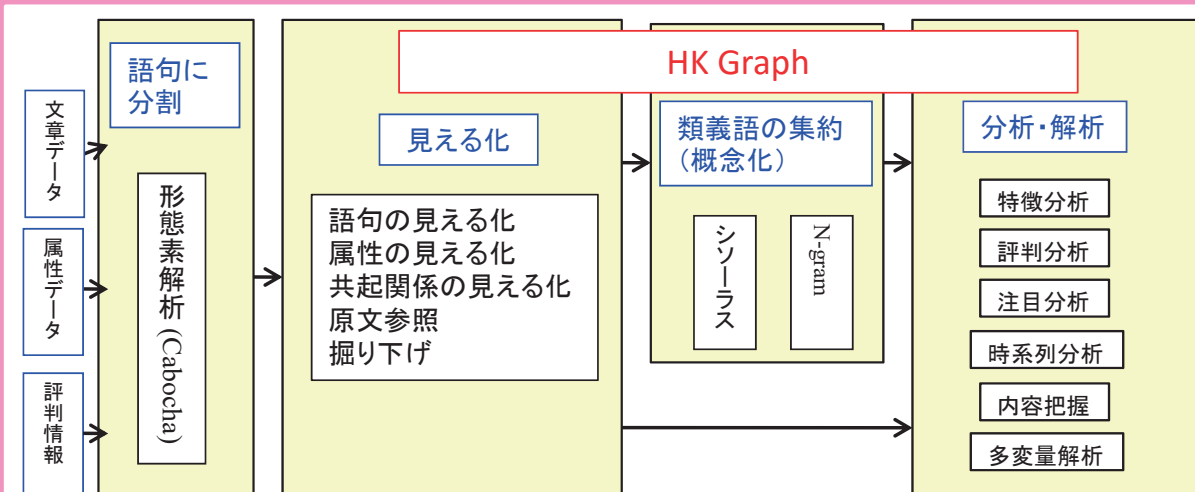 HK Graph
文章データ
属性データ
評判情報
語句に
分割
形態素解析(Cabocha)
見える化
語句の見える化
属性の見える化
共起関係の見える化
原文参照
掘り下げ
類義語の集約
（概念化）
シソーラス
N-gram
分析・解析
特徴分析
評判分析
注目分析
時系列分析
内容把握
多変量解析